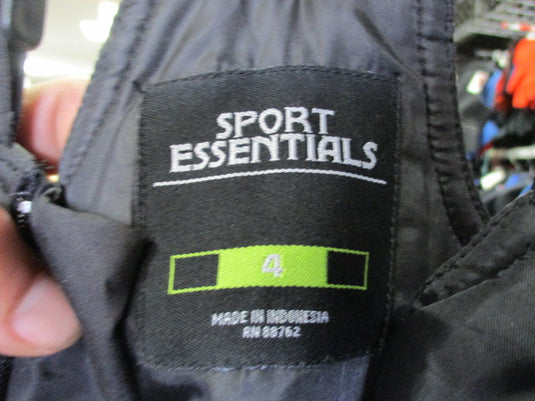 SPORT
ESSENTIALS
4
MADE IN INDONESIA
RN 88762